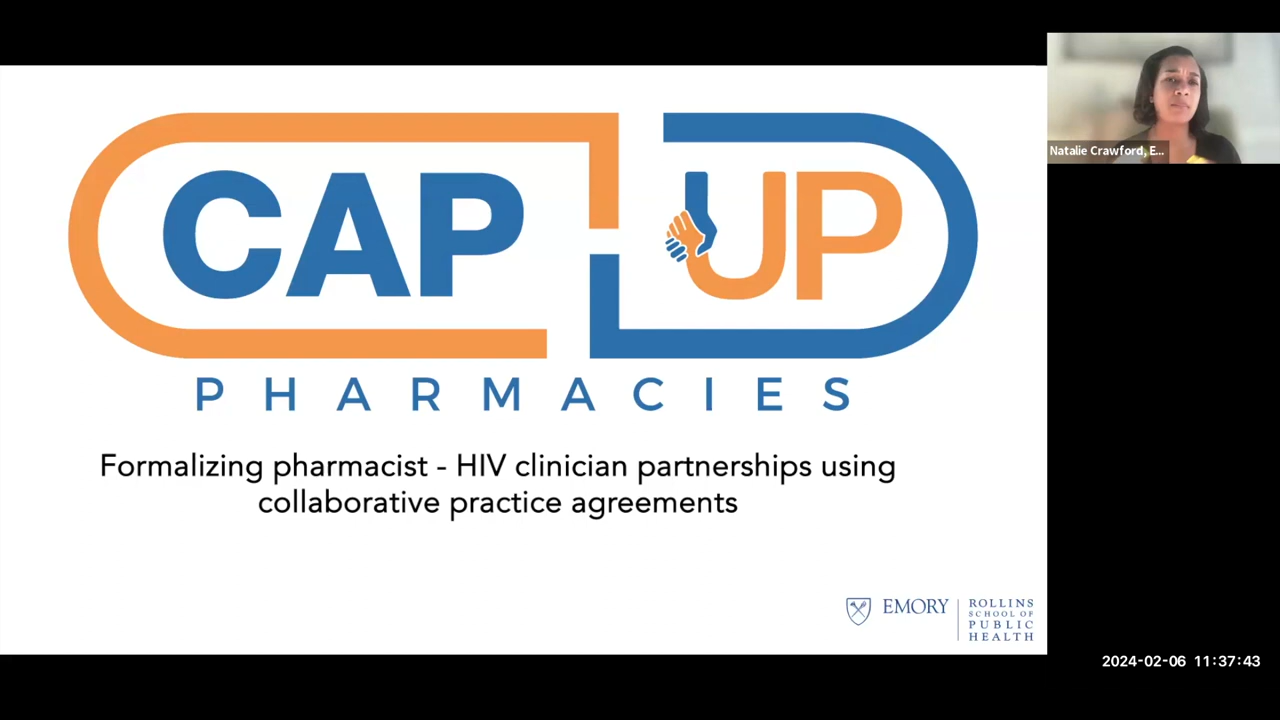 CAP UP
PHARMACIES
Formalizing pharmacist - HIV clinician partnerships using
collaborative practice agreements
EMORY
ROLLINS
SCHOOL OF
PUBLIC
HEALTH
Natalie Crawford, E...
2024-02-06 11:37:43